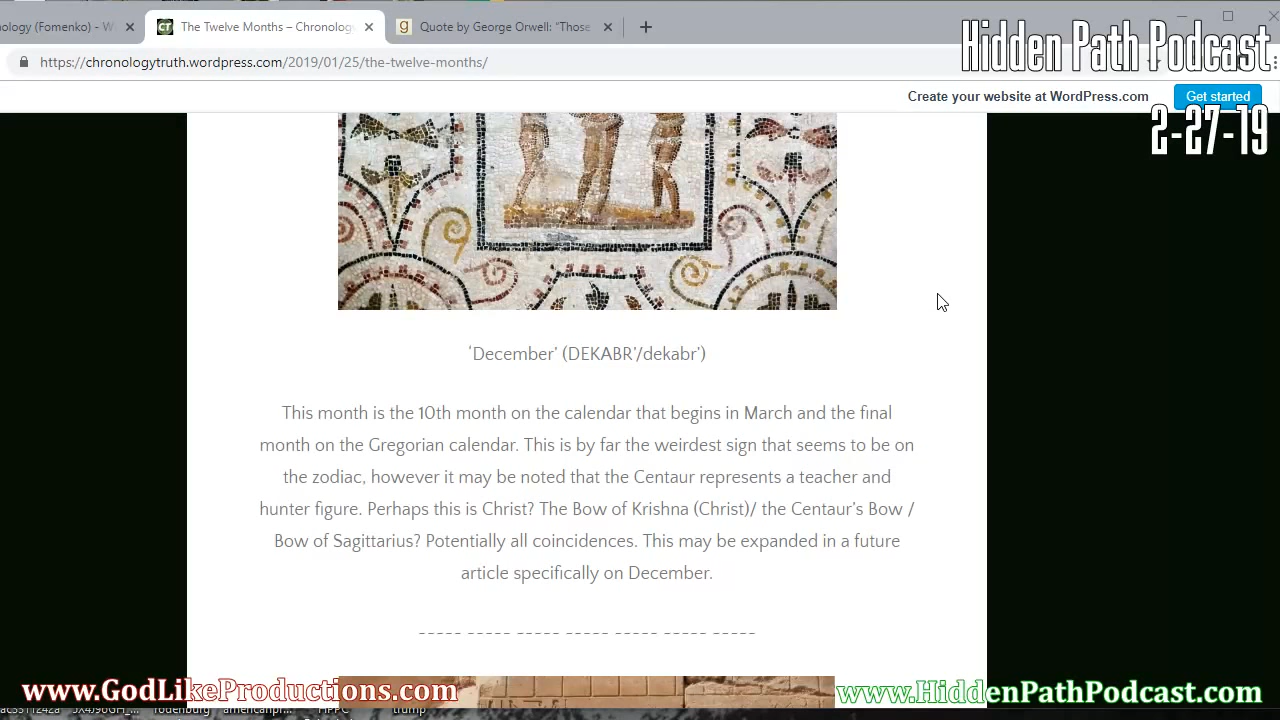 nology (Fomenko) - W
The Twelve Months – Chronology
Quote by George Orwell: “Those
Hidden Path Podcast
https://chronologytruth.wordpress.com/2019/01/25/the-twelve-months/
Create your website at WordPress.com
Get started
2-27-19
‘December’ (DEKABR’/dekabr’)
This month is the 10th month on the calendar that begins in March and the final
month on the Gregorian calendar. This is by far the weirdest sign that seems to be on
the zodiac, however it may be noted that the Centaur represents a teacher and
hunter figure. Perhaps this is Christ? The Bow of Krishna (Christ)/ the Centaur’s Bow /
Bow of Sagittarius? Potentially all coincidences. This may be expanded in a future
article specifically on December.
----- ----- ----- ----- ----- ----- -----
www.GodLikeProductions.com
www.HiddenPathPodcast.com
trump